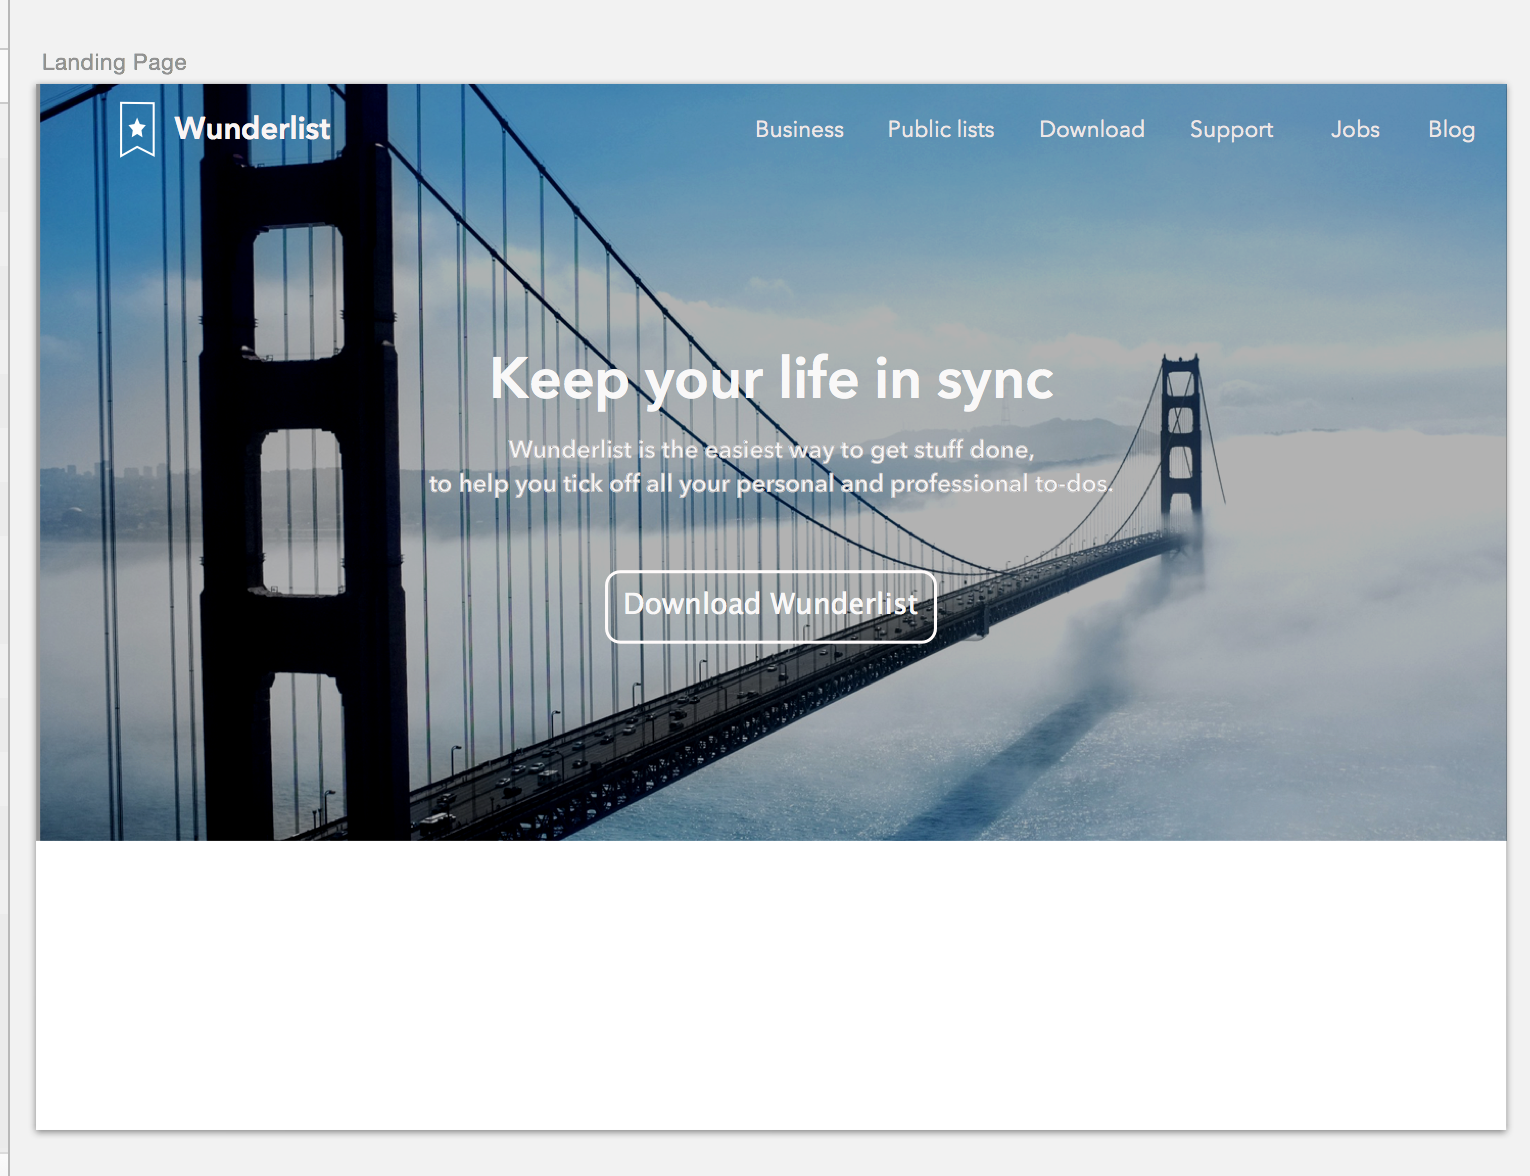 Landing Page
Wunderlist
Business Public lists Download Support Jobs Blog
Keep your life in sync
Wunderlist is the easiest way to get stuff done,
to help you tick off all your personal and professional to-dos.
Download Wunderlist